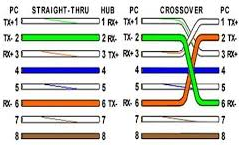 PC STRAIGHT-THRU HUB PC CROSSOVER PC
TX+ 1 1 RX+ TX+1 1 RX+
TX- 2 2 RX- TX- 2 2 RX-
RX+ 3 3 TX+ RX+ 3 3 TX+
4 4 4 4
5 5 5 5
RX- 6 6 TX- RX- 6 6 TX-
7 7 7 7
8 8 8 8